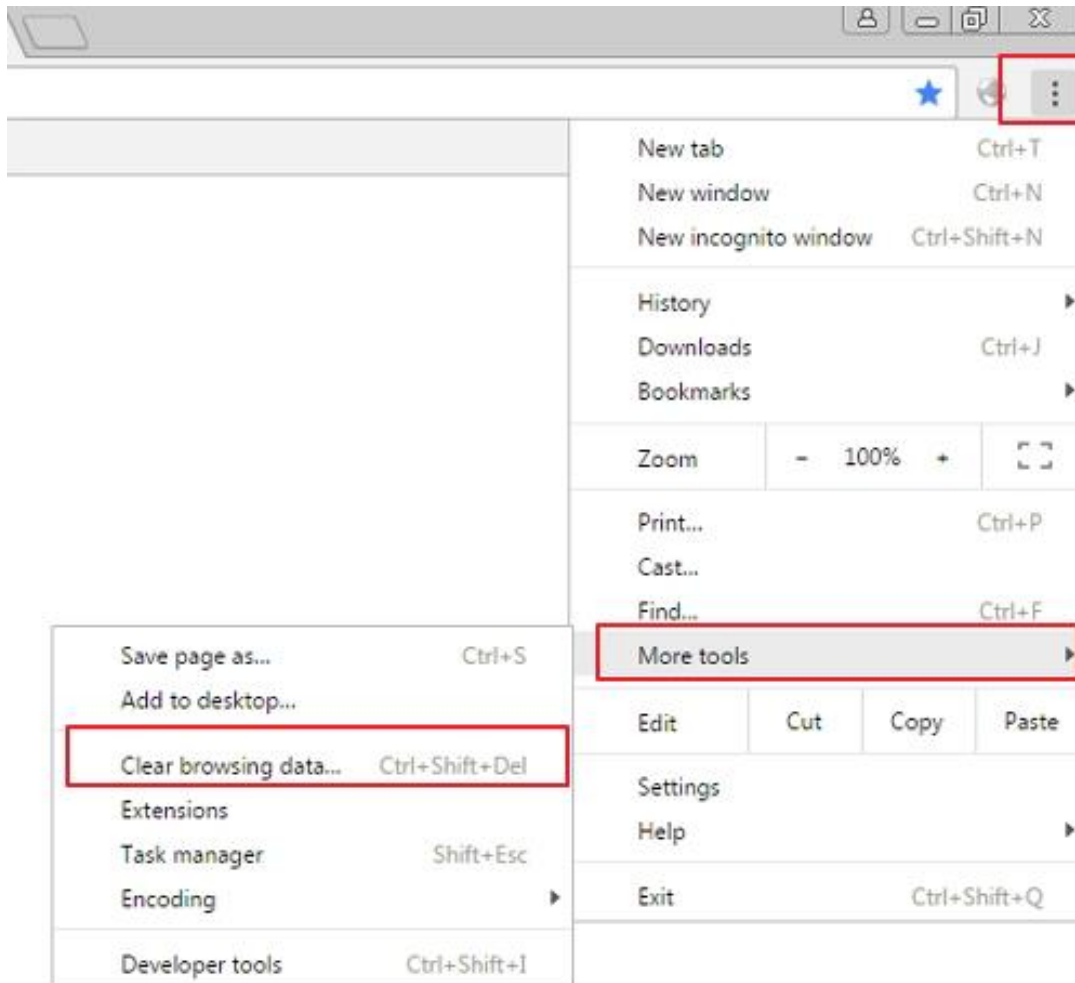 New tab Ctrl+T
New window Ctrl+N
New incognito window Ctrl+Shift+N
History
Downloads Ctrl+J
Bookmarks
Zoom - 100% +
Print... Ctrl+P
Cast...
Find... Ctrl+F
More tools
Edit Cut Copy Paste
Settings
Help
Exit Ctrl+Shift+Q
Save page as... Ctrl+S
Add to desktop...
Clear browsing data... Ctrl+Shift+Del
Extensions
Task manager Shift+Esc
Encoding
Developer tools Ctrl+Shift+I